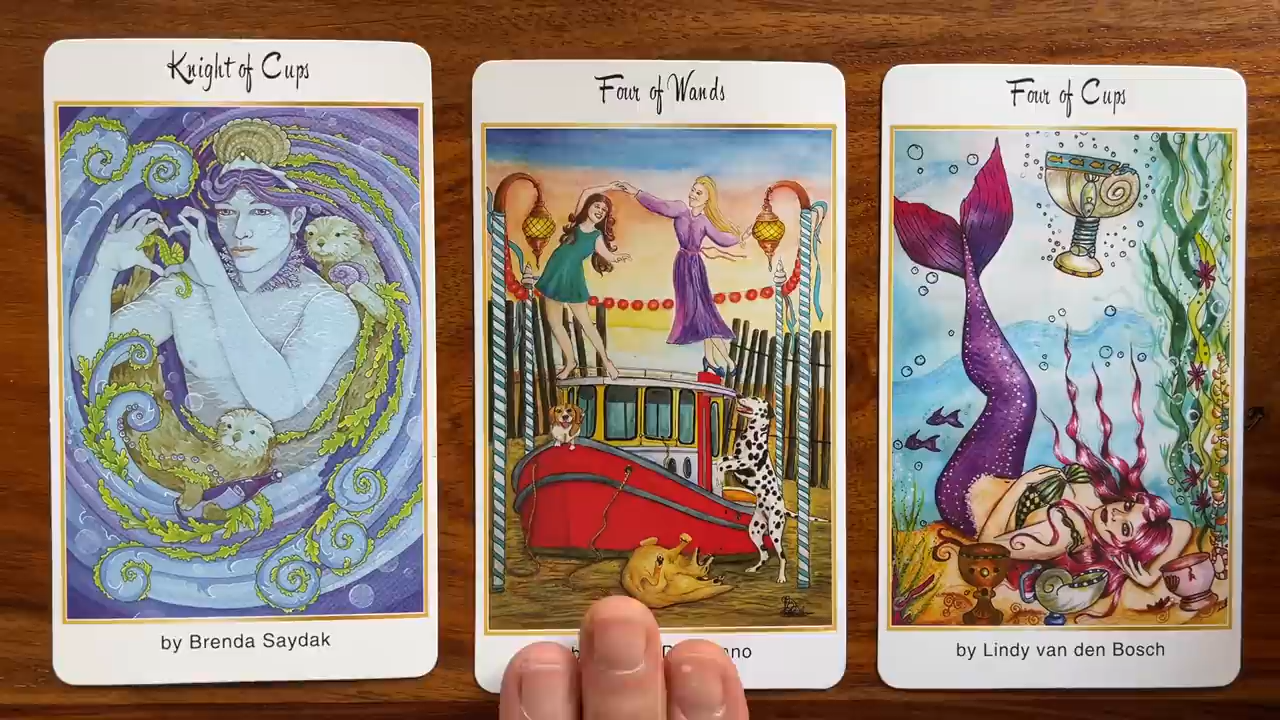 Knight of Cups
by Brenda Saydak
Four of Wands
Four of Cups
by Lindy van den Bosch